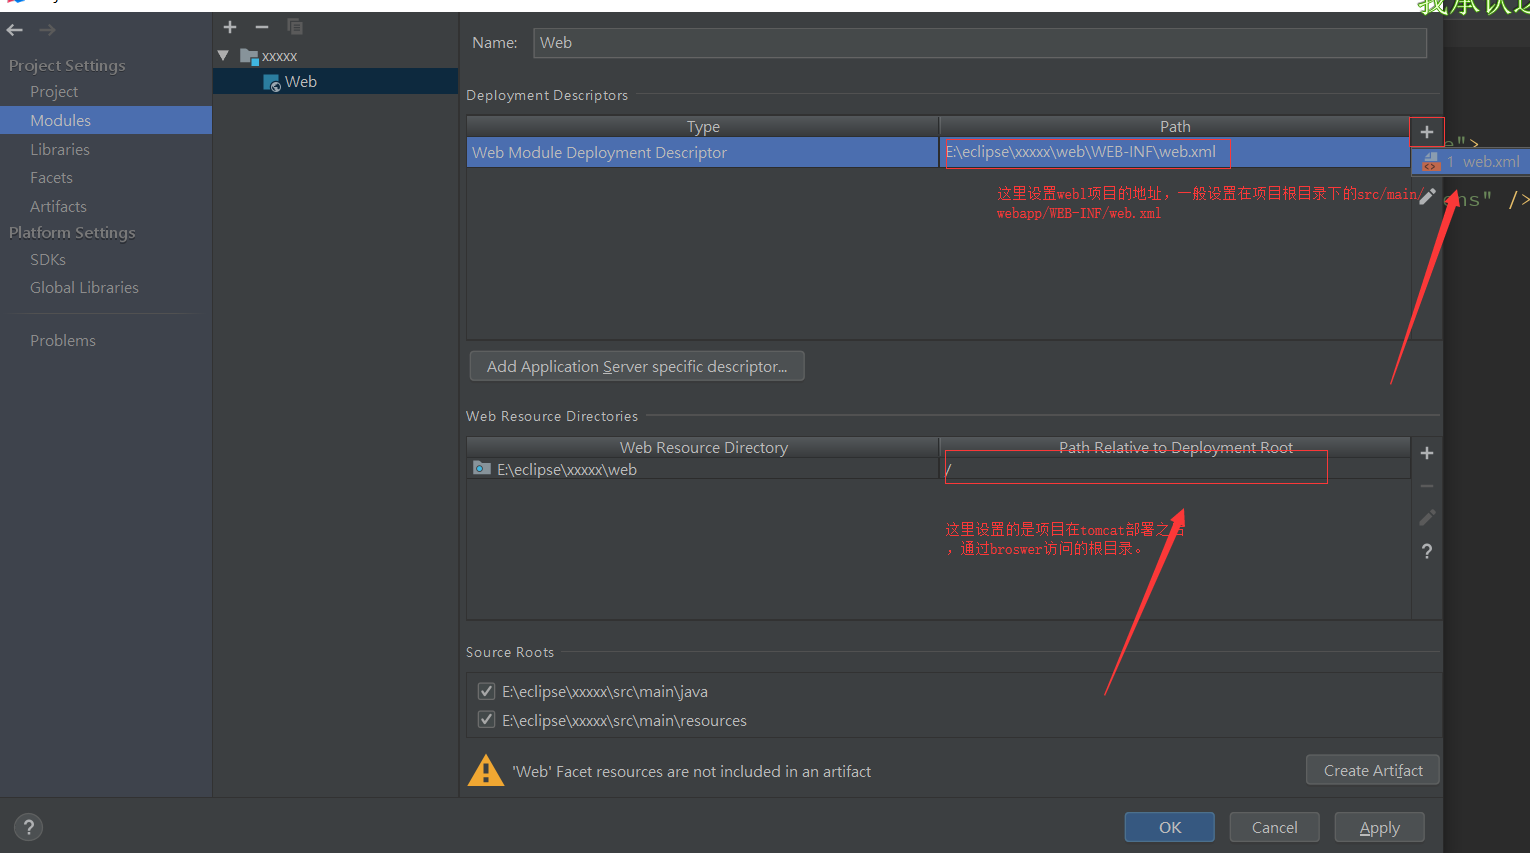 我承认这
Project Settings
Project
Modules
Libraries
Facets
Artifacts
Platform Settings
SDKs
Global Libraries
Problems
xxxxx
Web
Name:
Web
Deployment Descriptors
Type
Path
Web Module Deployment Descriptor
E:\eclipse\xxxxx\web\WEB-INF\web.xml
e">
1 web.xml
ns" />
这里设置webl项目的地址，一般设置在项目根目录下的src/main/
webapp/WEB-INF/web.xml
Add Application Server specific descriptor...
Web Resource Directories
Web Resource Directory
Path Relative to Deployment Root
E:\eclipse\xxxxx\web
/
这里设置的是项目在tomcat部署之后
，通过broswer访问的根目录。
?
Source Roots
E:\eclipse\xxxxx\src\main\java
E:\eclipse\xxxxx\src\main\resources
'Web' Facet resources are not included in an artifact
Create Artifact
?
OK
Cancel
Apply